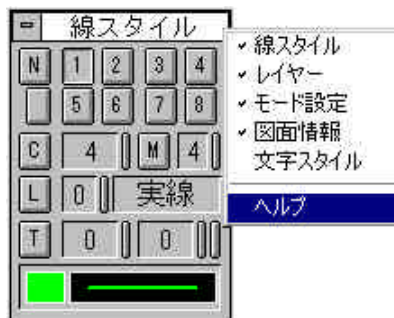 線スタイル
N 1 2 3 4
5 6 7 8
C 4 M 4
L 0 実線
T 0 0
線スタイル
レイヤー
モード設定
図面情報
文字スタイル
ヘルプ